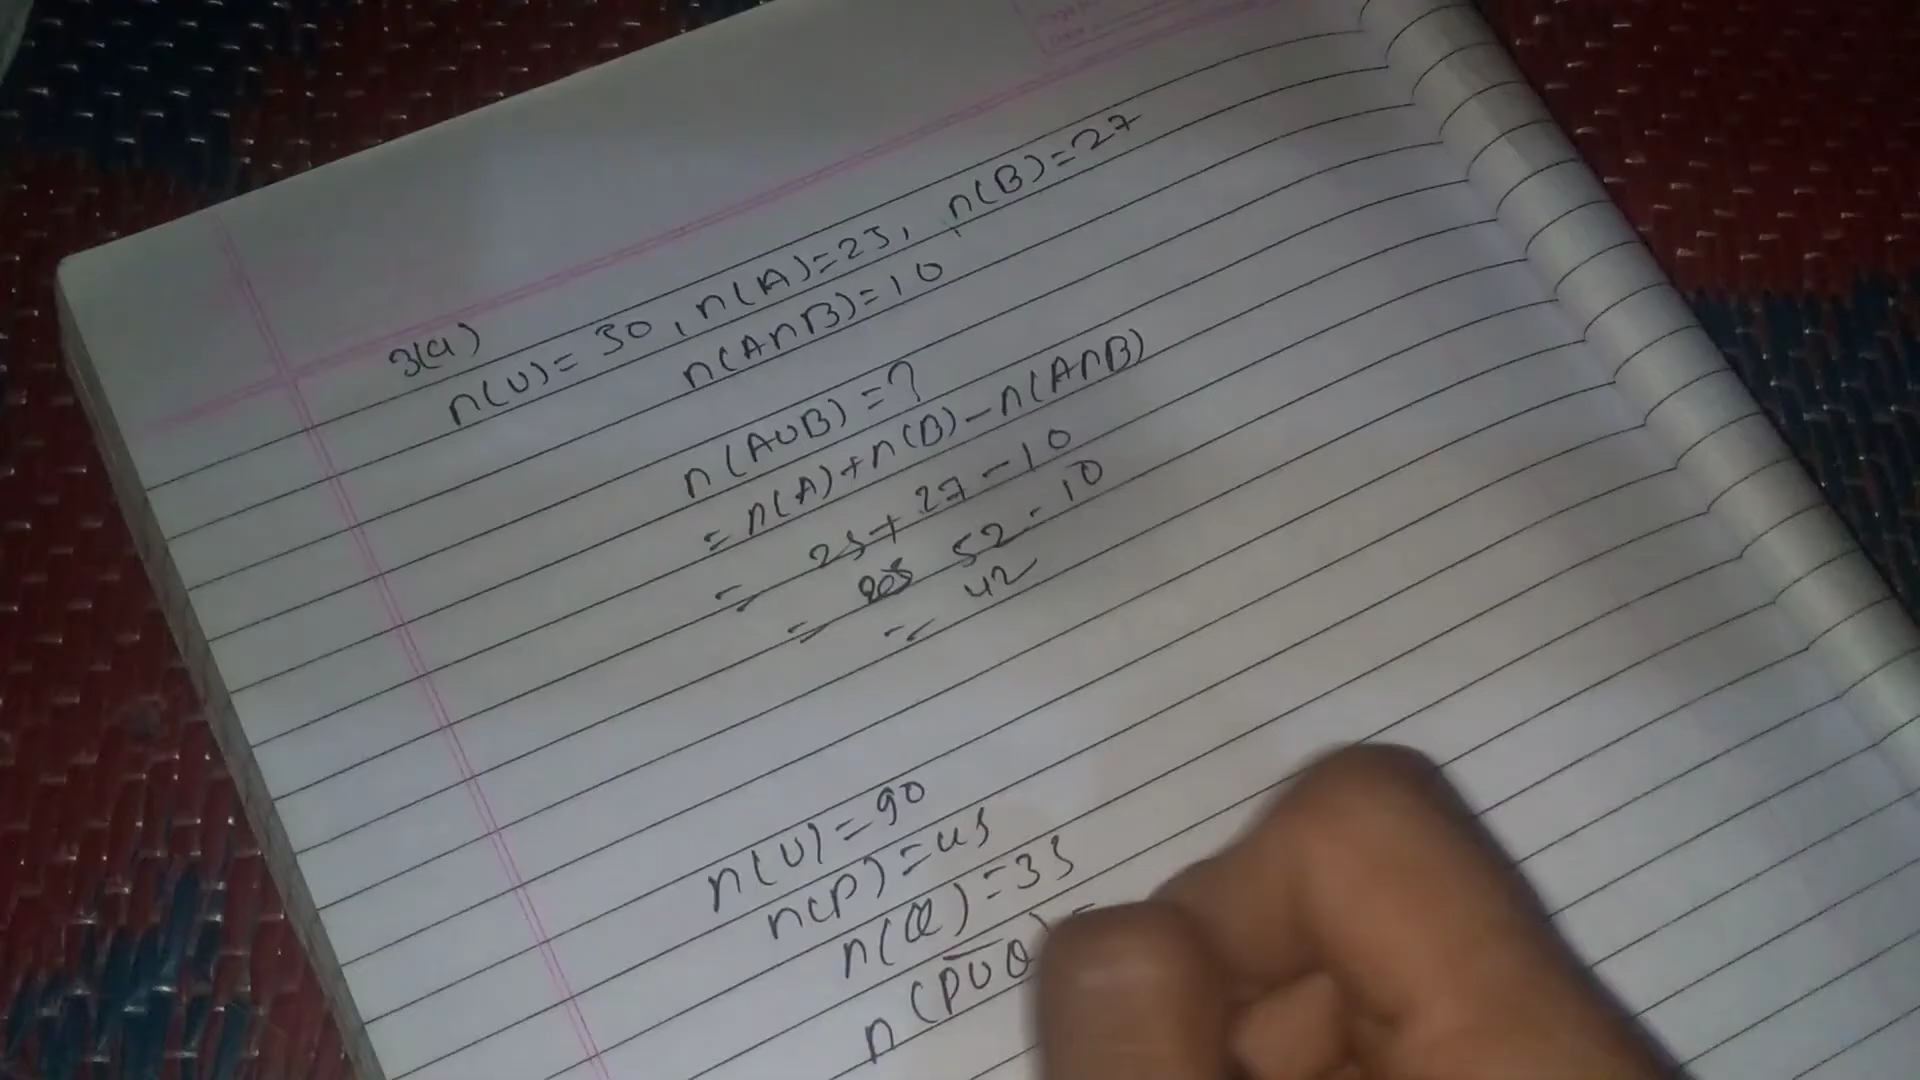 3(a)
n(U) = 30, n(A) = 25, n(B) = 27
n(A∩B) = 10
n(A∪B) = ?
= n(A) + n(B) - n(A∩B)
= 25 + 27 - 10
= 52 - 10
= 42
n(U) = 90
n(P) = 45
n(Q) = 35
n(P∪Q) =